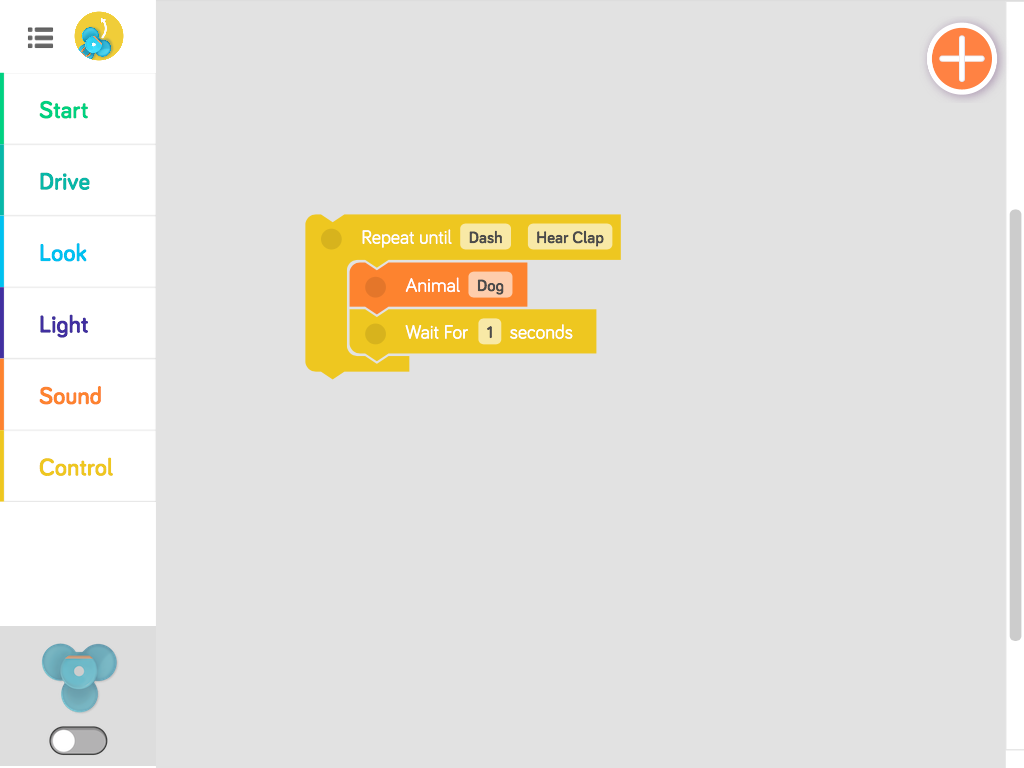 Start
Drive
Look
Light
Sound
Control
Repeat until Dash Hear Clap
Animal Dog
Wait For 1 seconds